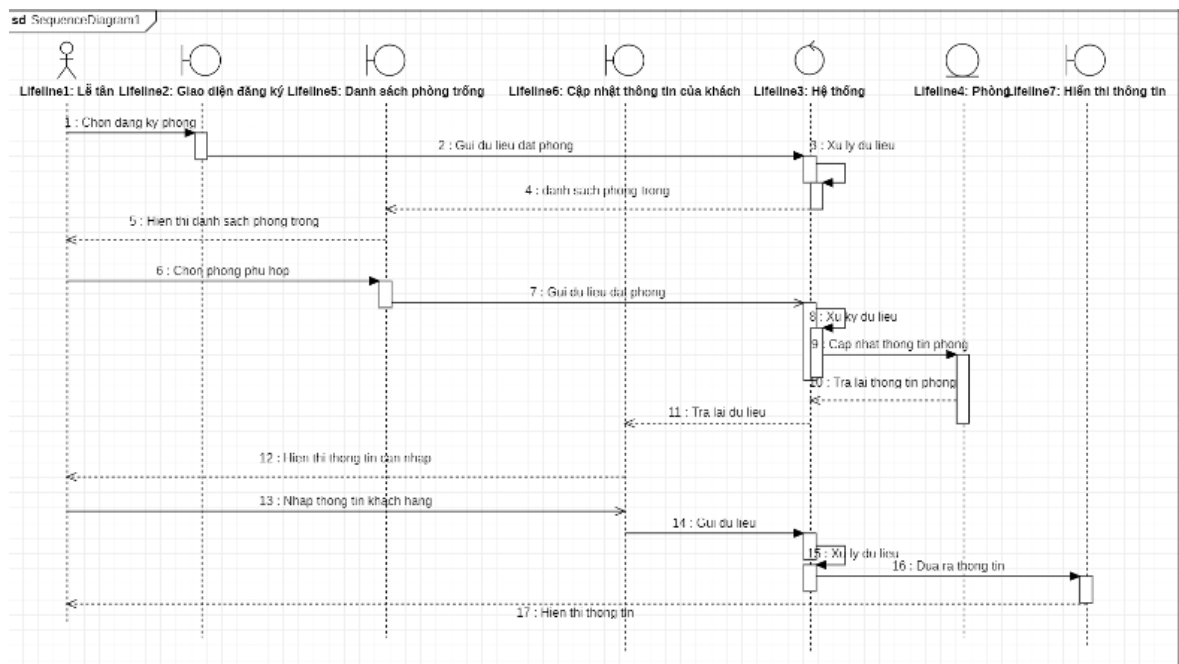 sd SequenceDiagram1
Lifeline1: Lễ tân
Lifeline2: Giao diện đăng ký
Lifeline5: Danh sách phòng trống
Lifeline6: Cập nhật thông tin của khách
Lifeline3: Hệ thống
Lifeline4: Phòng
Lifeline7: Hiển thi thông tin
1 : Chon dang ky phong
2 : Gui du lieu dat phong
3 : Xu ly du lieu
4 : danh sach phong trong
5 : Hien thi danh sach phong trong
6 : Chon phong phu hop
7 : Gui du lieu dat phong
8 : Xu ky du lieu
9 : Cap nhat thong tin phong
10 : Tra lai thong tin phong
11 : Tra lai du lieu
12 : Hien thi thong tin can nhap
13 : Nhap thong tin khach hang
14 : Gui du lieu
15 : Xu ly du lieu
16 : Dua ra thong tin
17 : Hien thi thong tin